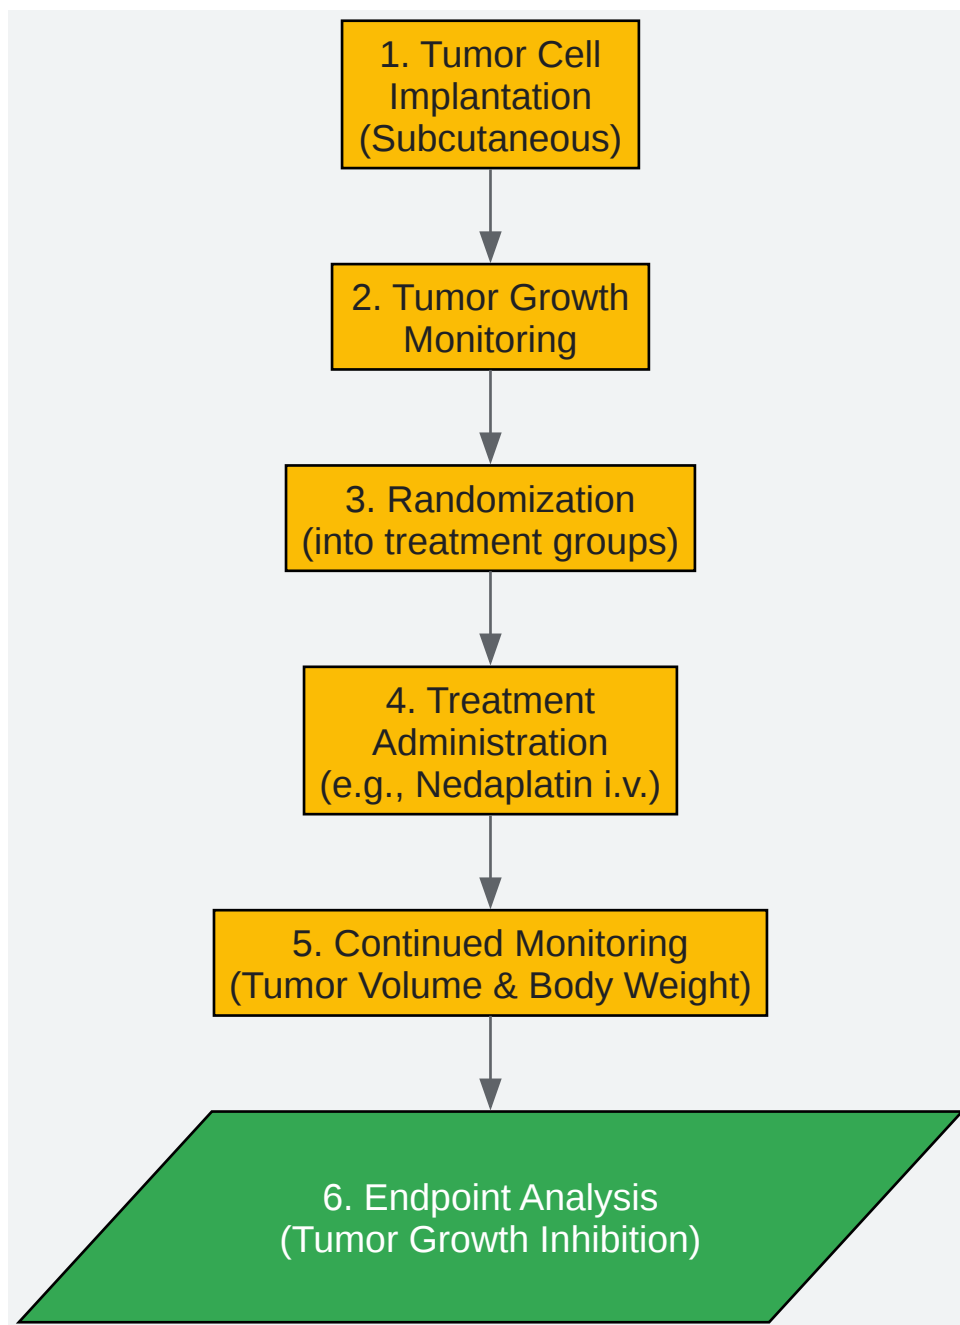 1. Tumor Cell
Implantation
(Subcutaneous)
2. Tumor Growth
Monitoring
3. Randomization
(into treatment groups)
4. Treatment
Administration
(e.g., Nedaplatin i.v.)
5. Continued Monitoring
(Tumor Volume & Body Weight)
6. Endpoint Analysis
(Tumor Growth Inhibition)